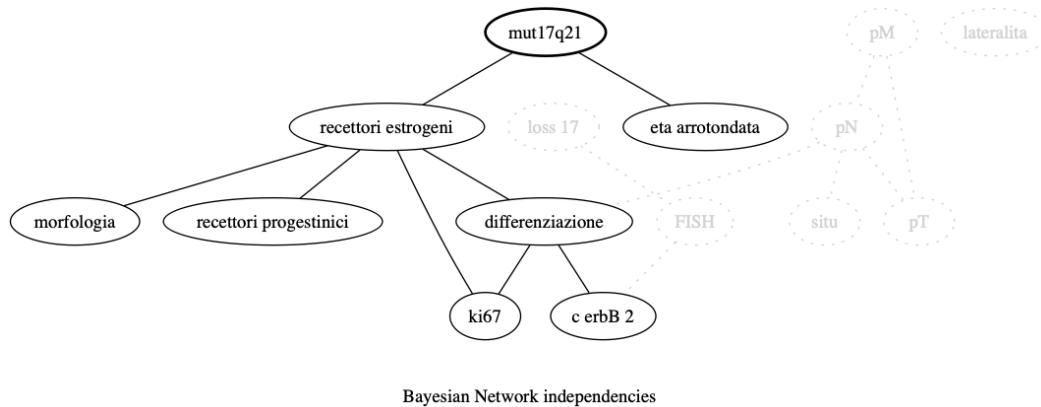 mut17q21
pM
lateralita
recettori estrogeni
loss 17
eta arrotondata
pN
morfologia
recettori progestinici
differenziazione
FISH
situ
pT
ki67
c erbB 2
Bayesian Network independencies